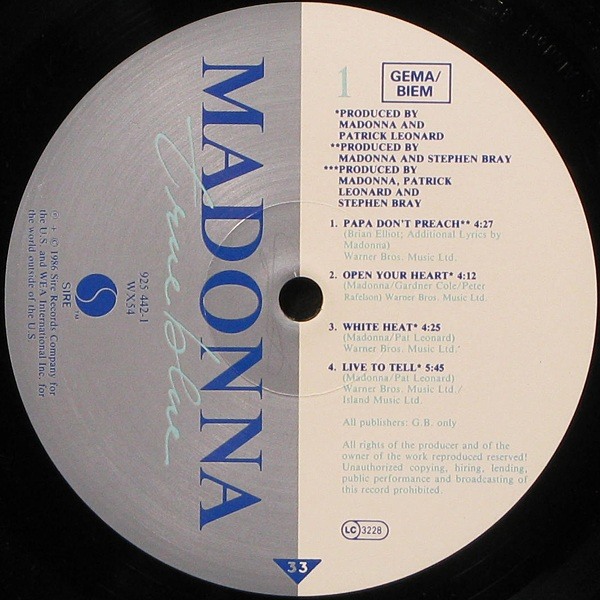 MADONNA
True blue
925 442-1
WX54
SIRE™
℗ + © 1986 Sire Records Company for
the U.S. and WEA International Inc. for
the world outside of the U.S.
1
GEMA/
BIEM
*PRODUCED BY
MADONNA AND
PATRICK LEONARD
**PRODUCED BY
MADONNA AND STEPHEN BRAY
***PRODUCED BY
MADONNA, PATRICK
LEONARD AND
STEPHEN BRAY
1. PAPA DON'T PREACH** 4:27
(Brian Elliot; Additional Lyrics by
Madonna)
Warner Bros. Music Ltd.
2. OPEN YOUR HEART* 4:12
(Madonna/Gardner Cole/Peter
Rafelson) Warner Bros. Music Ltd.
3. WHITE HEAT* 4:25
(Madonna/Pat Leonard)
Warner Bros. Music Ltd.
4. LIVE TO TELL* 5:45
(Madonna/Pat Leonard)
Warner Bros. Music Ltd./
Island Music Ltd.
All publishers: G.B. only
All rights of the producer and of the
owner of the work reproduced reserved!
Unauthorized copying, hiring, lending,
public performance and broadcasting of
this record prohibited.
LC 3228
33